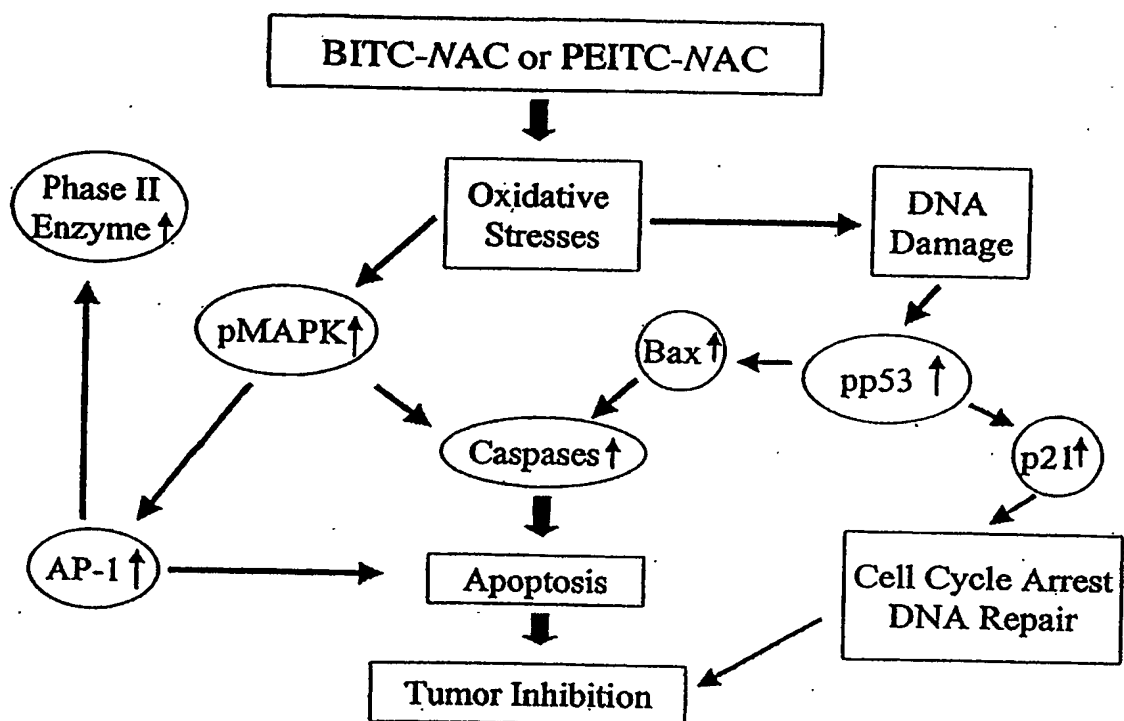 BITC-NAC or PEITC-NAC
Phase II
Enzyme↑
Oxidative
Stresses
DNA
Damage
pMAPK↑
Bax↑
pp53 ↑
Caspases↑
p21↑
AP-1↑
Apoptosis
Cell Cycle Arrest
DNA Repair
Tumor Inhibition